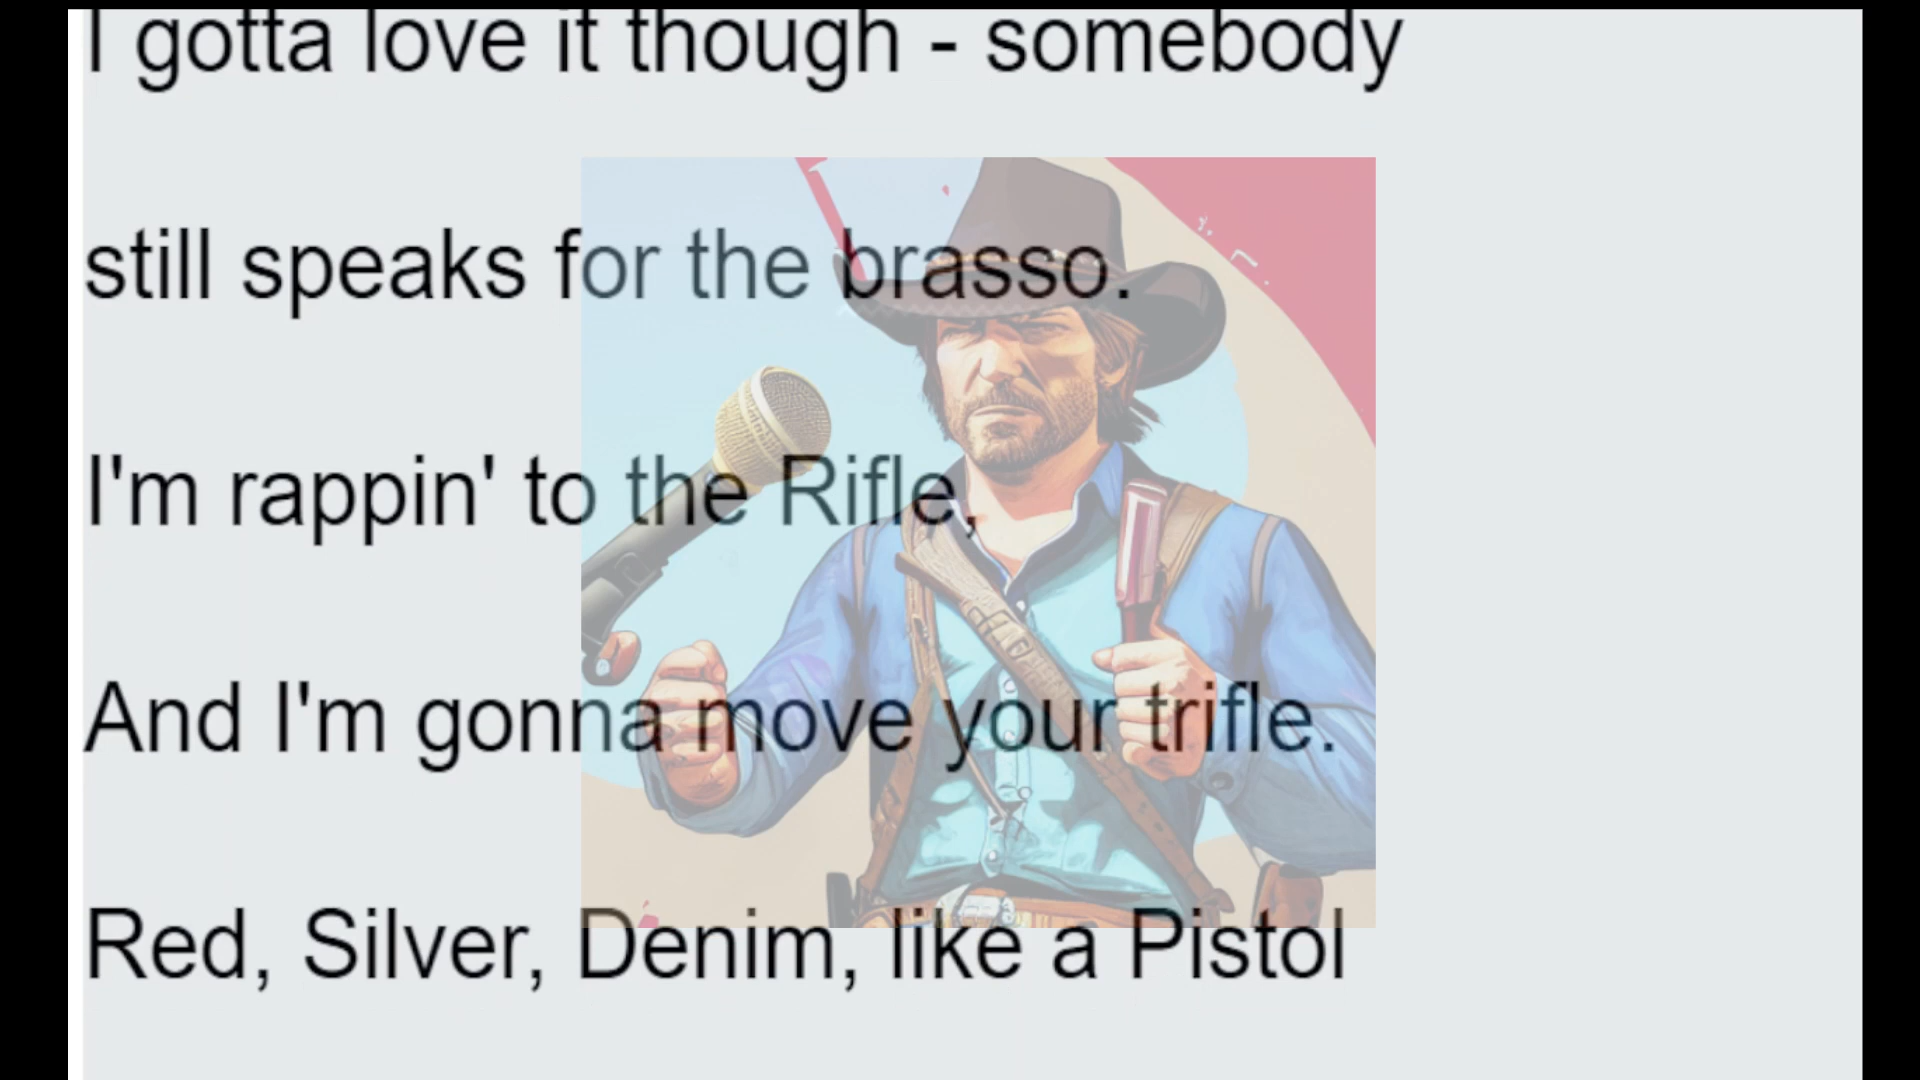 I gotta love it though - somebody
still speaks for the brasso.
I'm rappin' to the Rifle,
And I'm gonna move your trifle.
Red, Silver, Denim, like a Pistol